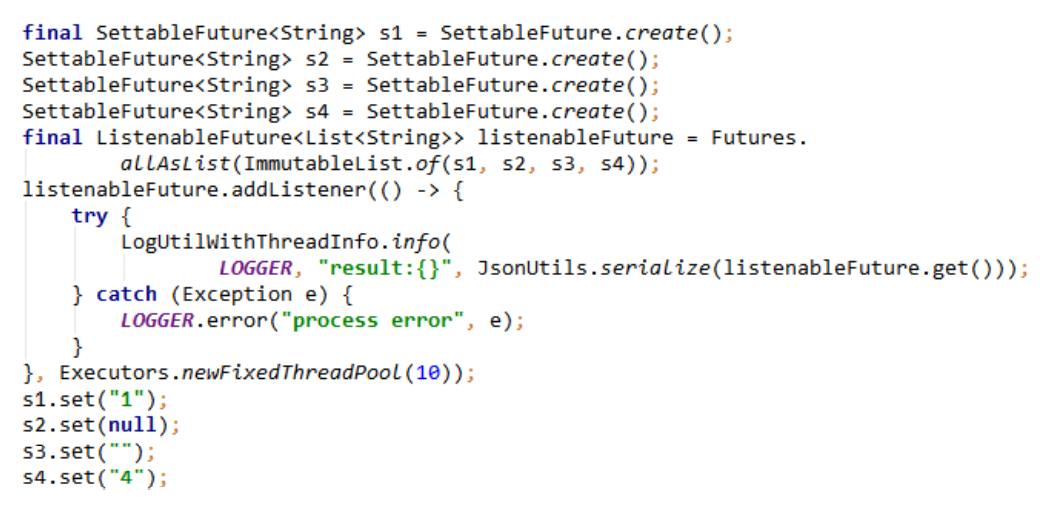 final SettableFuture<String> s1 = SettableFuture.create();
SettableFuture<String> s2 = SettableFuture.create();
SettableFuture<String> s3 = SettableFuture.create();
SettableFuture<String> s4 = SettableFuture.create();
final ListenableFuture<List<String>> listenableFuture = Futures.
        allAsList(ImmutableList.of(s1, s2, s3, s4));
listenableFuture.addListener(() -> {
    try {
        LogUtilWithThreadInfo.info(
                LOGGER, "result:{}", JsonUtils.serialize(listenableFuture.get()));
    } catch (Exception e) {
        LOGGER.error("process error", e);
    }
}, Executors.newFixedThreadPool(10));
s1.set("1");
s2.set(null);
s3.set("");
s4.set("4");